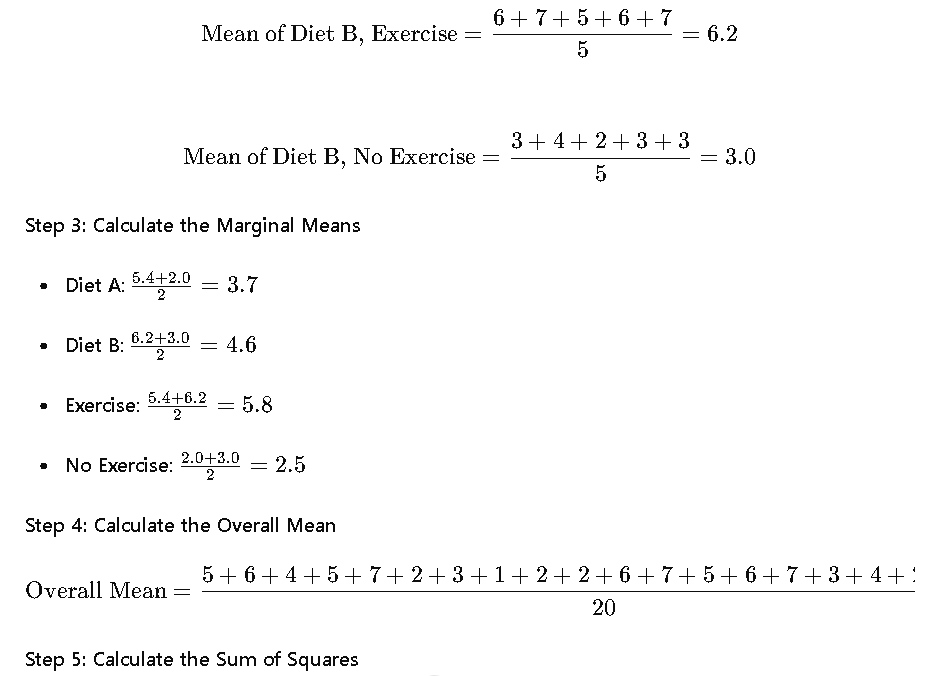 Mean of Diet B, Exercise = \frac{6 + 7 + 5 + 6 + 7}{5} = 6.2
Mean of Diet B, No Exercise = \frac{3 + 4 + 2 + 3 + 3}{5} = 3.0
Step 3: Calculate the Marginal Means
• Diet A: \frac{5.4+2.0}{2} = 3.7
• Diet B: \frac{6.2+3.0}{2} = 4.6
• Exercise: \frac{5.4+6.2}{2} = 5.8
• No Exercise: \frac{2.0+3.0}{2} = 2.5
Step 4: Calculate the Overall Mean
Overall Mean = \frac{5 + 6 + 4 + 5 + 7 + 2 + 3 + 1 + 2 + 2 + 6 + 7 + 5 + 6 + 7 + 3 + 4 +}{20}
Step 5: Calculate the Sum of Squares